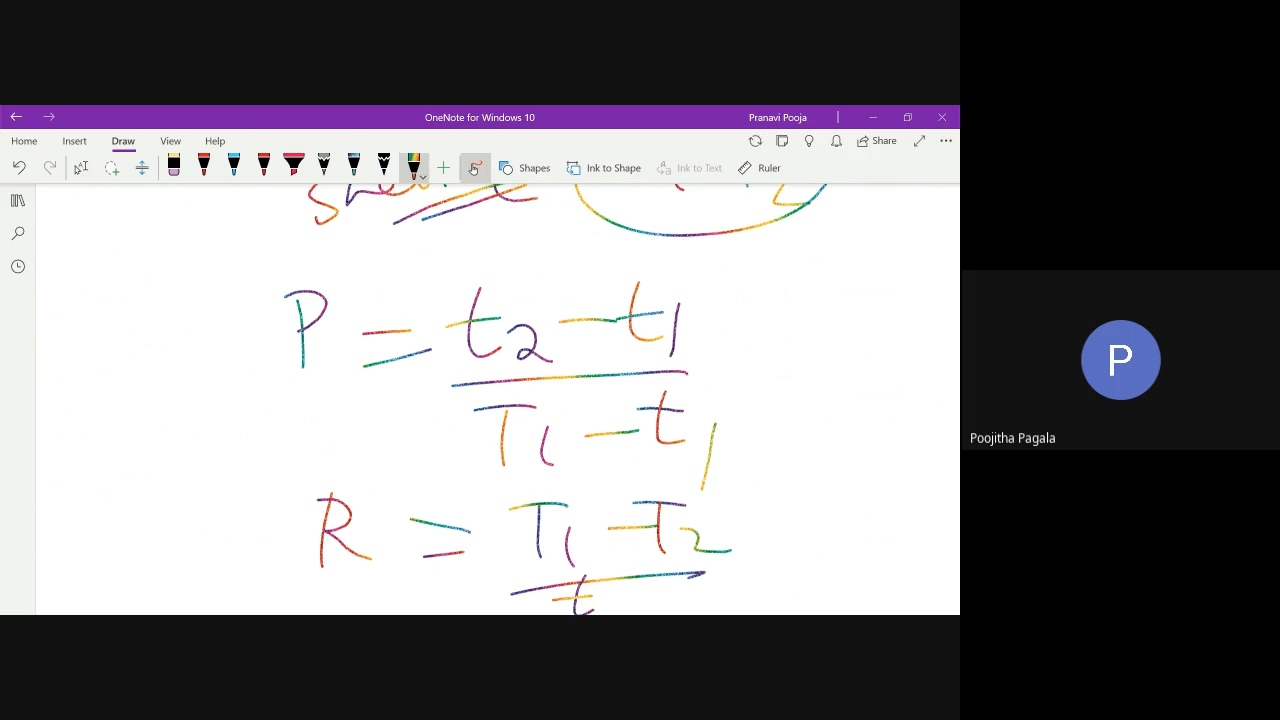 OneNote for Windows 10
Pranavi Pooja
Home Insert Draw View Help
Share
Shapes Ink to Shape Ink to Text Ruler
P = t2 - t1
T1 - t1
R = T1 - T2
t
P
Poojitha Pagala